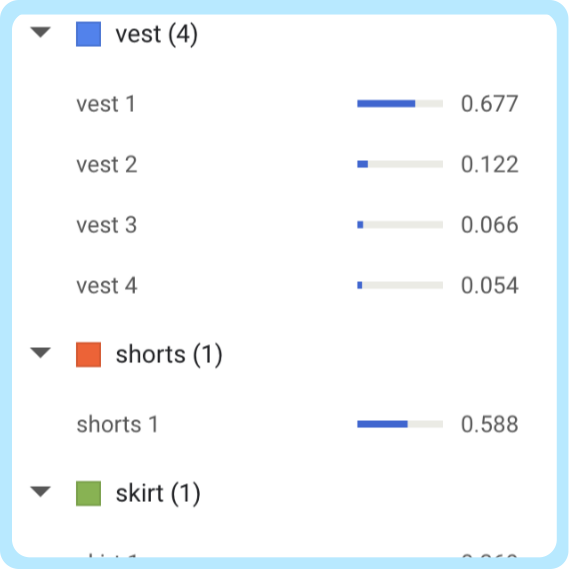 vest (4)
vest 1 0.677
vest 2 0.122
vest 3 0.066
vest 4 0.054
shorts (1)
shorts 1 0.588
skirt (1)